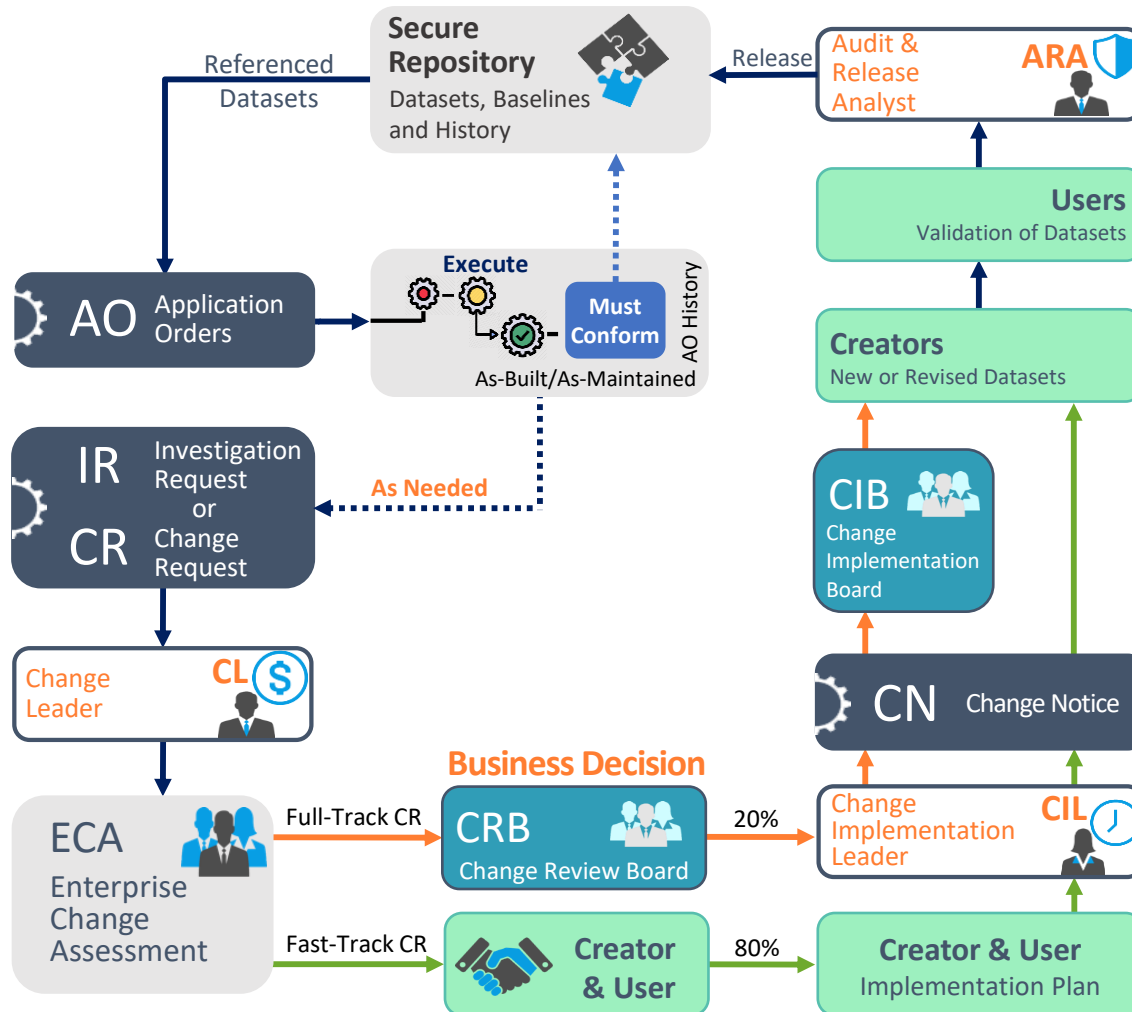 Secure
Repository
Datasets, Baselines
and History
Referenced
Datasets
Release
Audit &
Release
Analyst
ARA
Users
Validation of Datasets
Creators
New or Revised Datasets
AO
Application
Orders
Execute
Must
Conform
AO History
As-Built/As-Maintained
IR
Investigation
Request
or
CR
Change
Request
As Needed
CIB
Change
Implementation
Board
Change
Leader
CL
$
CN
Change Notice
Business Decision
ECA
Enterprise
Change
Assessment
Full-Track CR
CRB
Change Review Board
20%
Change
Implementation
Leader
CIL
Fast-Track CR
Creator
& User
80%
Creator & User
Implementation Plan